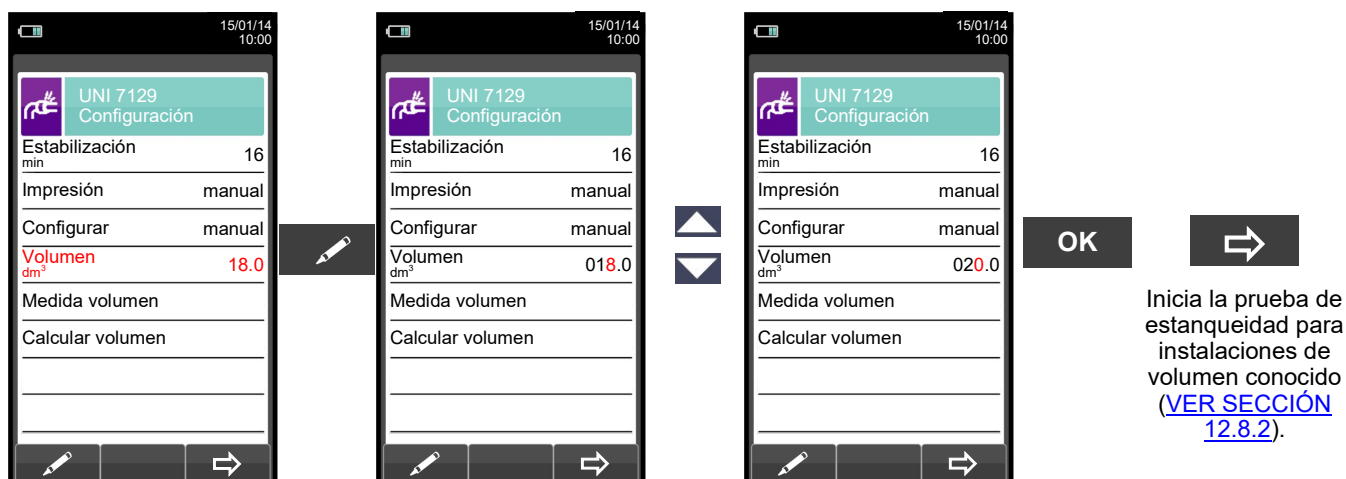 15/01/14
10:00
UNI 7129
Configuración
Estabilización
min
16
Impresión manual
Configurar manual
Volumen
dm³
18.0
Medida volumen
Calcular volumen
15/01/14
10:00
UNI 7129
Configuración
Estabilización
min
16
Impresión manual
Configurar manual
Volumen
dm³
018.0
Medida volumen
Calcular volumen
15/01/14
10:00
UNI 7129
Configuración
Estabilización
min
16
Impresión manual
Configurar manual
Volumen
dm³
020.0
Medida volumen
Calcular volumen
OK
Inicia la prueba de
estanqueidad para
instalaciones de
volumen conocido
(VER SECCIÓN
12.8.2).